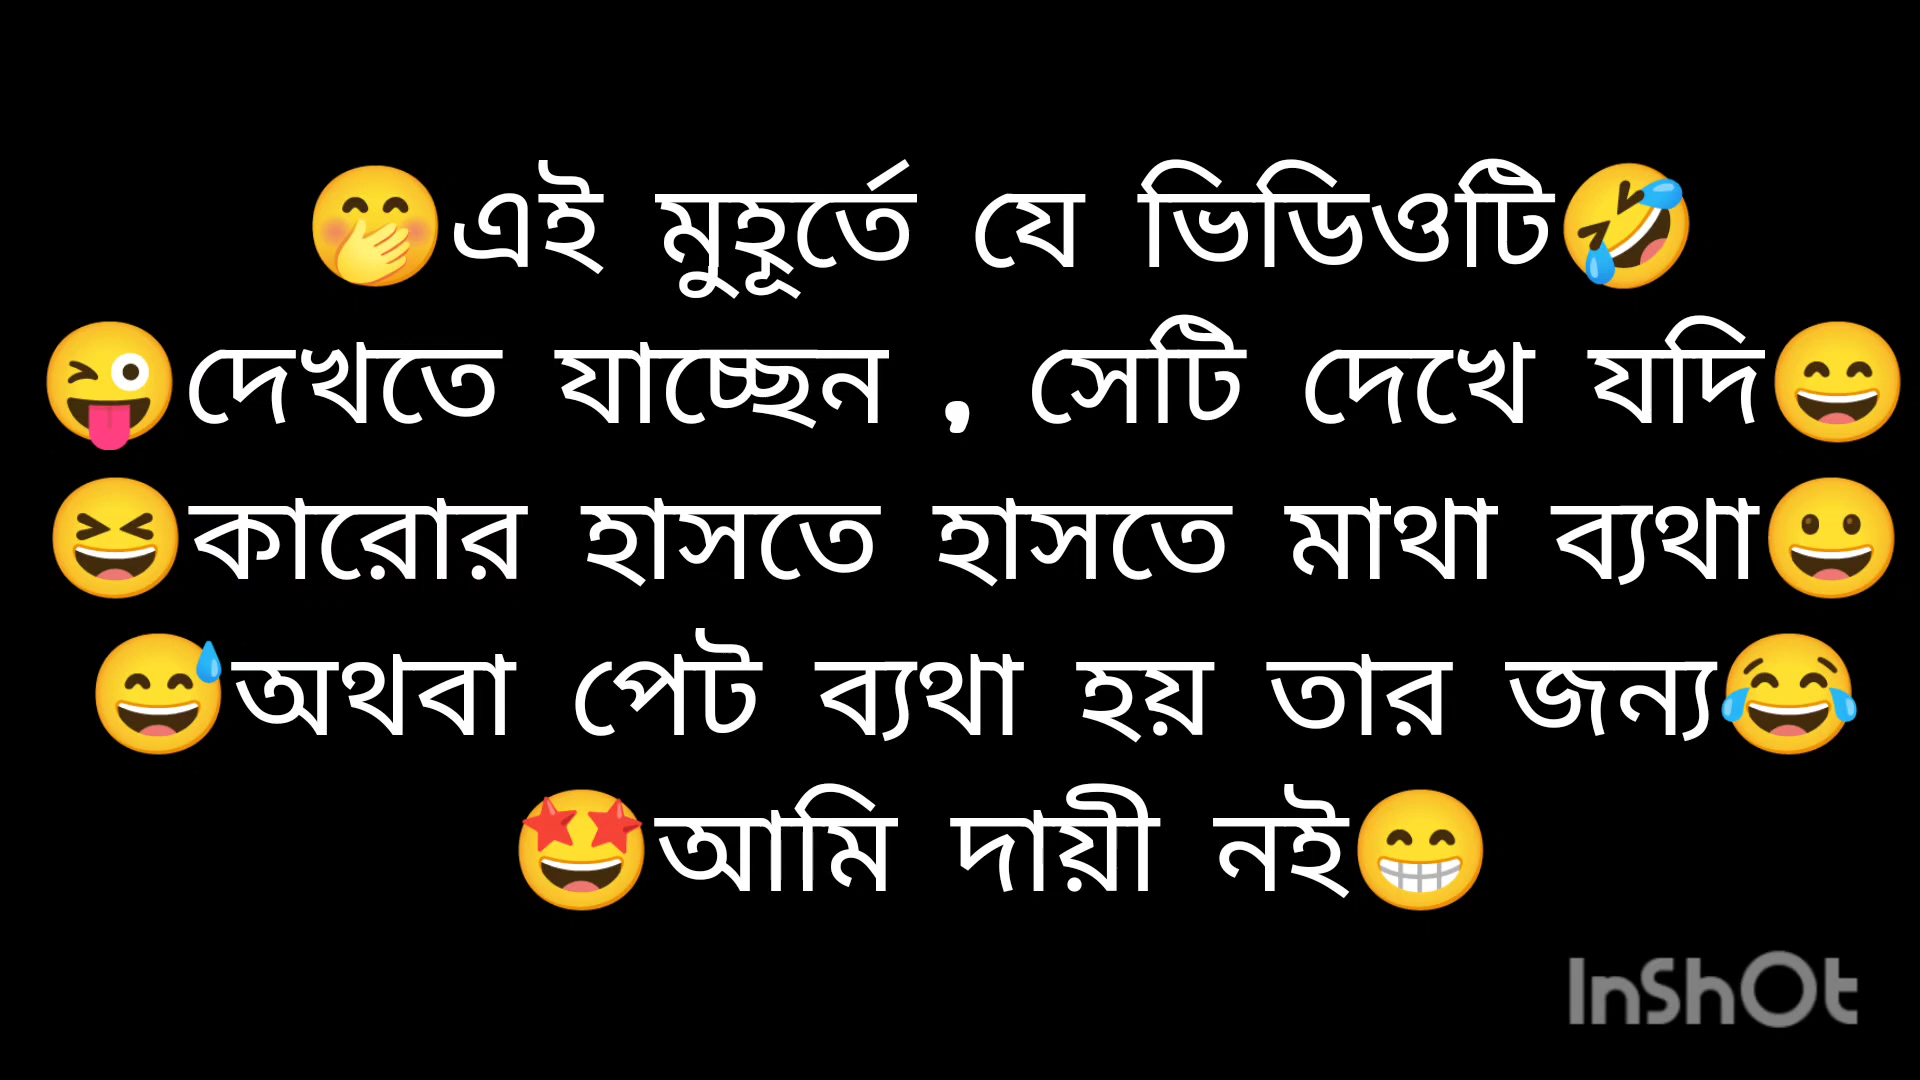 🤭এই মুহূর্তে যে ভিডিওটি🤣
😜দেখতে যাচ্ছেন , সেটি দেখে যদি😄
😆কারোর হাসতে হাসতে মাথা ব্যথা😀
😅অথবা পেট ব্যথা হয় তার জন্য😂
🤩আমি দায়ী নই😁
InShOt